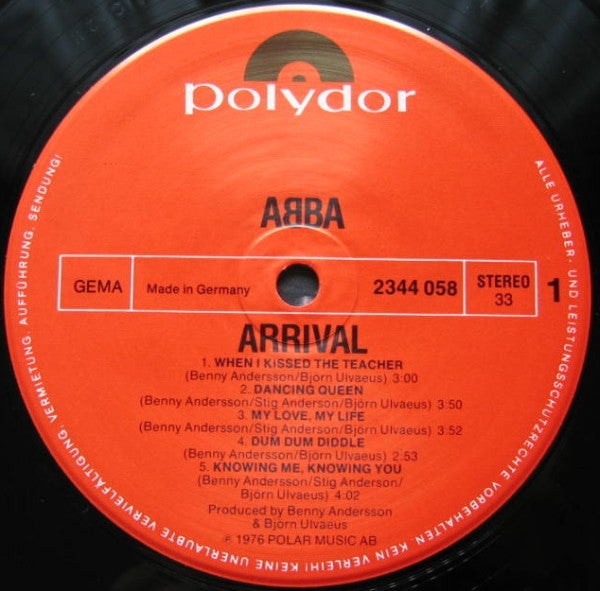 polydor
AᗺBA
GEMA
Made in Germany
2344 058
STEREO
33
1
ARRIVAL
1. WHEN I KISSED THE TEACHER
(Benny Andersson/Björn Ulvaeus) 3:00
2. DANCING QUEEN
(Benny Andersson/Stig Andersson/Björn Ulvaeus) 3:50
3. MY LOVE, MY LIFE
(Benny Andersson/Stig Andersson/Björn Ulvaeus) 3:52
4. DUM DUM DIDDLE
(Benny Andersson/Björn Ulvaeus) 2:53
5. KNOWING ME, KNOWING YOU
(Benny Andersson/Stig Andersson/
Björn Ulvaeus) 4:02
Produced by Benny Andersson
& Björn Ulvaeus
℗ 1976 POLAR MUSIC AB
ALLE URHEBER- UND LEISTUNGSSCHUTZRECHTE VORBEHALTEN. KEIN VERLEIH! KEINE UNERLAUBTE VERVIELFÄLTIGUNG, VERMIETUNG, AUFFÜHRUNG, SENDUNG!